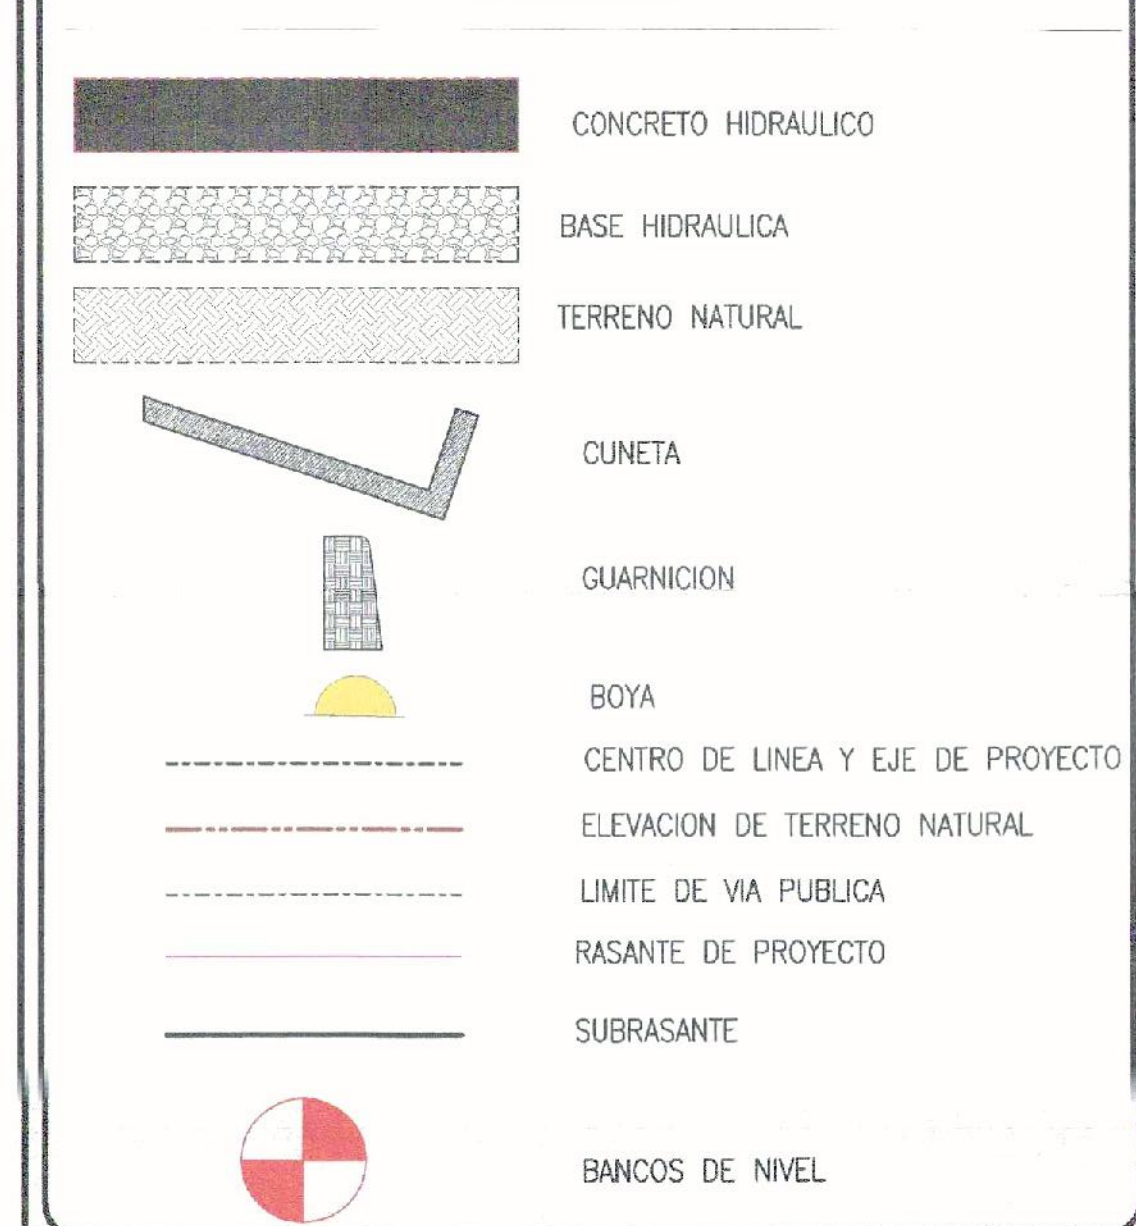 CONCRETO HIDRAULICO
BASE HIDRAULICA
TERRENO NATURAL
CUNETA
GUARNICION
BOYA
CENTRO DE LINEA Y EJE DE PROYECTO
ELEVACION DE TERRENO NATURAL
LIMITE DE VIA PUBLICA
RASANTE DE PROYECTO
SUBRASANTE
BANCOS DE NIVEL